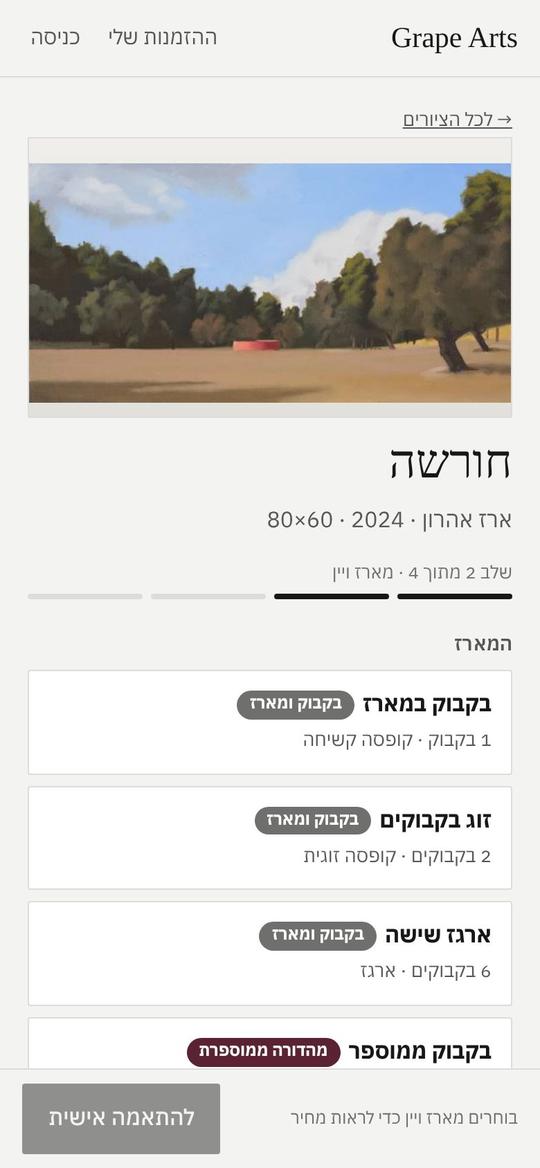 Grape Arts ההזמנות שלי כניסה
→ לכל הציורים
חורשה
ארז אהרון · 2024 · 80×60
שלב 2 מתוך 4 · מארז ויין
המארז
בקבוק במארז בקבוק ומארז
1 בקבוק · קופסה קשיחה
זוג בקבוקים בקבוק ומארז
2 בקבוקים · קופסה זוגית
ארגז שישה בקבוק ומארז
6 בקבוקים · ארגז
בקבוק ממוספר מהדורה ממוספרת
בוחרים מארז ויין כדי לראות מחיר להתאמה אישית